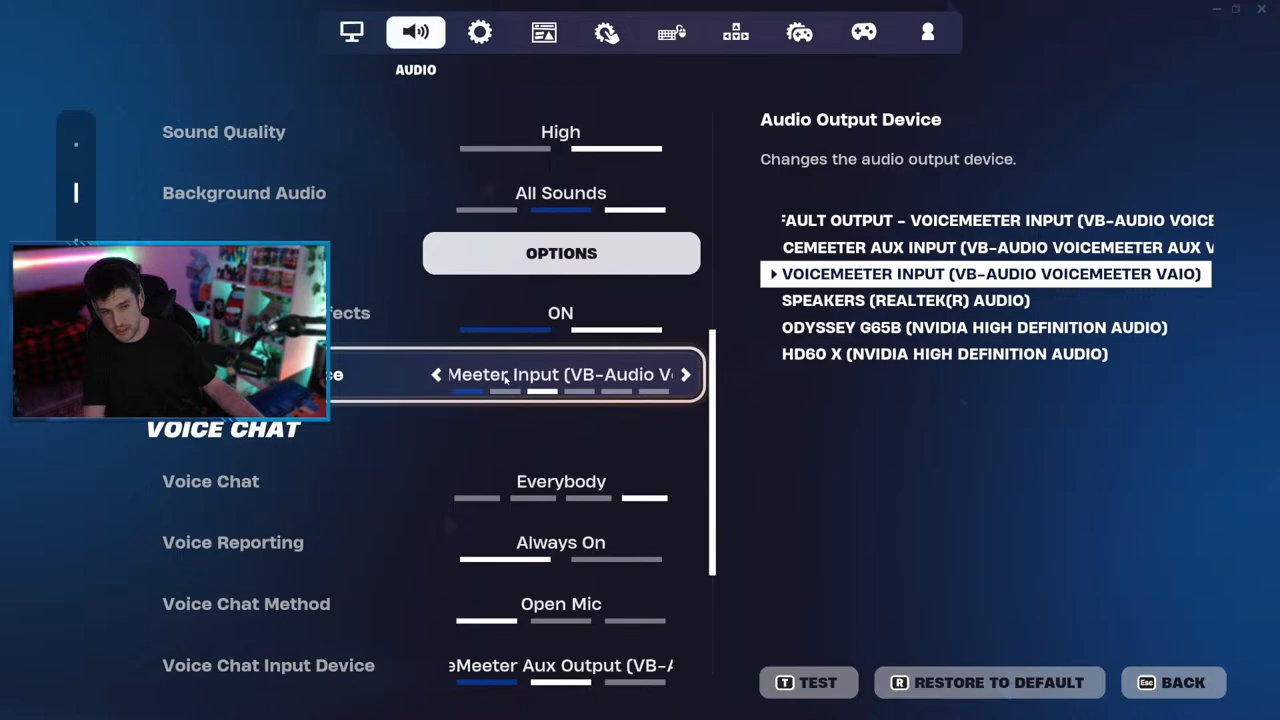 AUDIO
Sound Quality
High
Background Audio
All Sounds
OPTIONS
fects
ON
ce
Meeter Input (VB-Audio V
VOICE CHAT
Voice Chat
Everybody
Voice Reporting
Always On
Voice Chat Method
Open Mic
Voice Chat Input Device
eMeeter Aux Output (VB-A
Audio Output Device
Changes the audio output device.
FAULT OUTPUT - VOICEMEETER INPUT (VB-AUDIO VOICE
CEMEETER AUX INPUT (VB-AUDIO VOICEMEETER AUX V
VOICEMEETER INPUT (VB-AUDIO VOICEMEETER VAIO)
SPEAKERS (REALTEK(R) AUDIO)
ODYSSEY G65B (NVIDIA HIGH DEFINITION AUDIO)
HD60 X (NVIDIA HIGH DEFINITION AUDIO)
T TEST
R RESTORE TO DEFAULT
Esc BACK